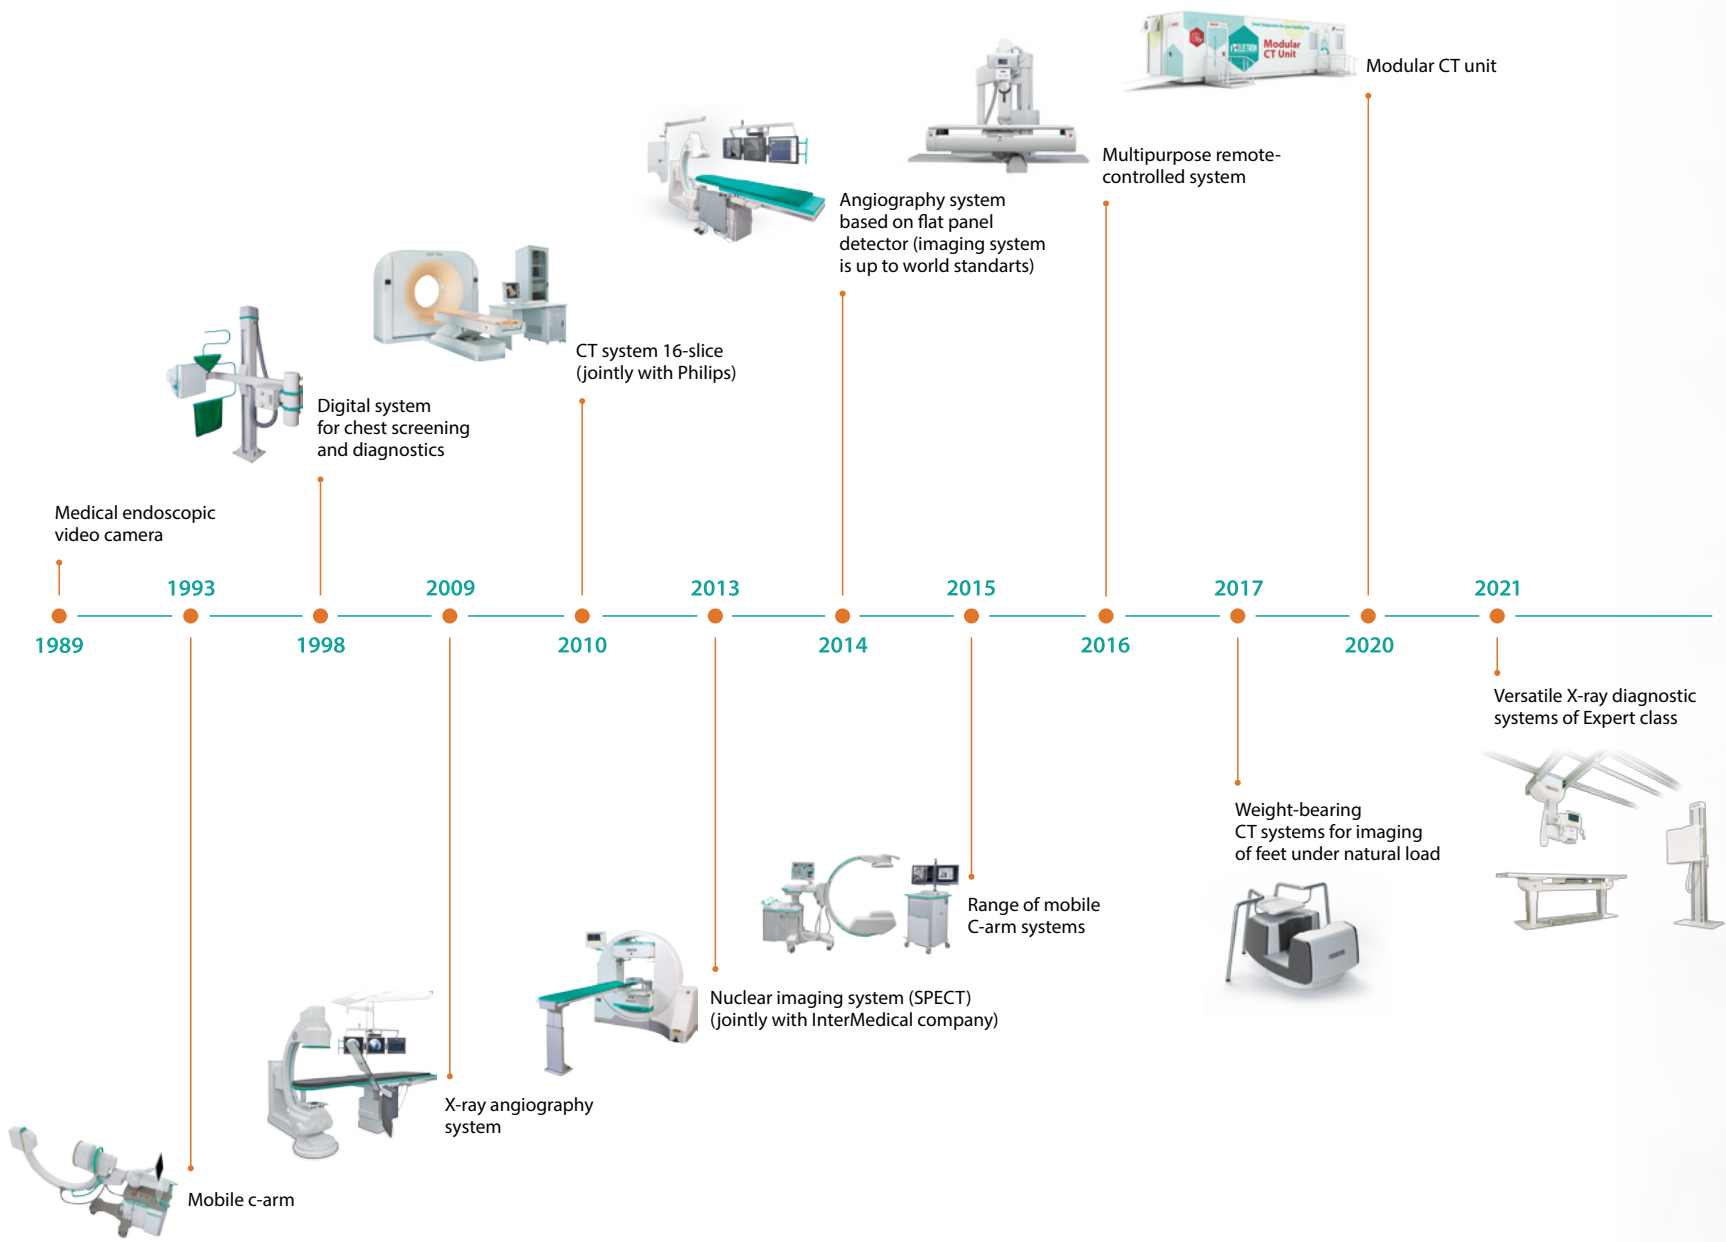 Modular
CT Unit
Modular CT unit
Multipurpose remote-
controlled system
Angiography system
based on flat panel
detector (imaging system
is up to world standarts)
CT system 16-slice
(jointly with Philips)
Digital system
for chest screening
and diagnostics
Medical endoscopic
video camera
1993
2009
2013
2015
2017
2021
1989
1998
2010
2014
2016
2020
Versatile X-ray diagnostic
systems of Expert class
Weight-bearing
CT systems for imaging
of feet under natural load
Range of mobile
C-arm systems
Nuclear imaging system (SPECT)
(jointly with InterMedical company)
X-ray angiography
system
Mobile c-arm